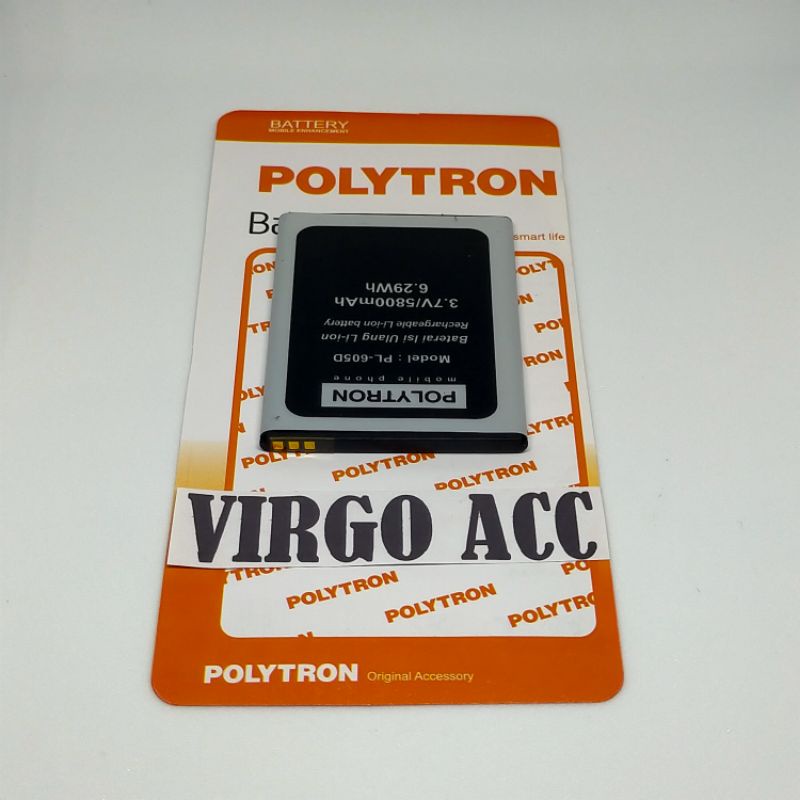 BATTERY
MOBILE ENHANCEMENT
POLYTRON
Ba
smart life
POLYTRON
mobile phone
Model : PL-605D
Baterai Isi Ulang Li-ion
Rechargeable Li-ion battery
3.7V/5800mAh
6.29Wh
POLYTRON
POLYTRON
POLYTRON
VIRGO ACC
POLYTRON
POLYTRON
POLYTR
POLYTRON Original Accessory